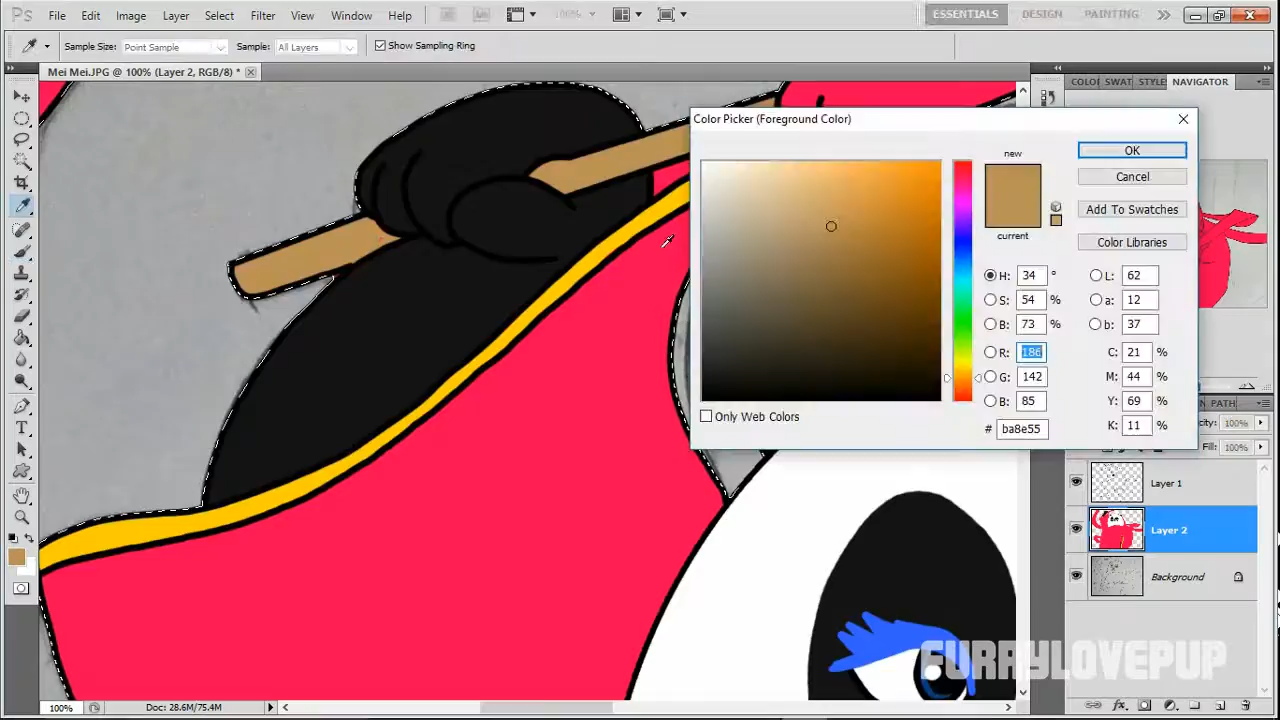 Ps File Edit Image Layer Select Filter View Window Help 100% ESSENTIALS DESIGN PAINTING
Sample Size: Point Sample Sample: All Layers Show Sampling Ring
Mei Mei.JPG @ 100% (Layer 2, RGB/8) *
COLOR SWAT STYLE NAVIGATOR
Color Picker (Foreground Color)
new
OK
Cancel
Add To Swatches
current
Color Libraries
H: 34 °
L: 62
S: 54 %
a: 12
B: 73 %
b: 37
R: 186
C: 21 %
G: 142
M: 44 %
B: 85
Y: 69 %
Only Web Colors
# ba8e55
K: 11 %
PATH
100%
Fill: 100%
Layer 1
Layer 2
Background
FURRYLOVEPUP
100%
Doc: 28.6M/75.4M